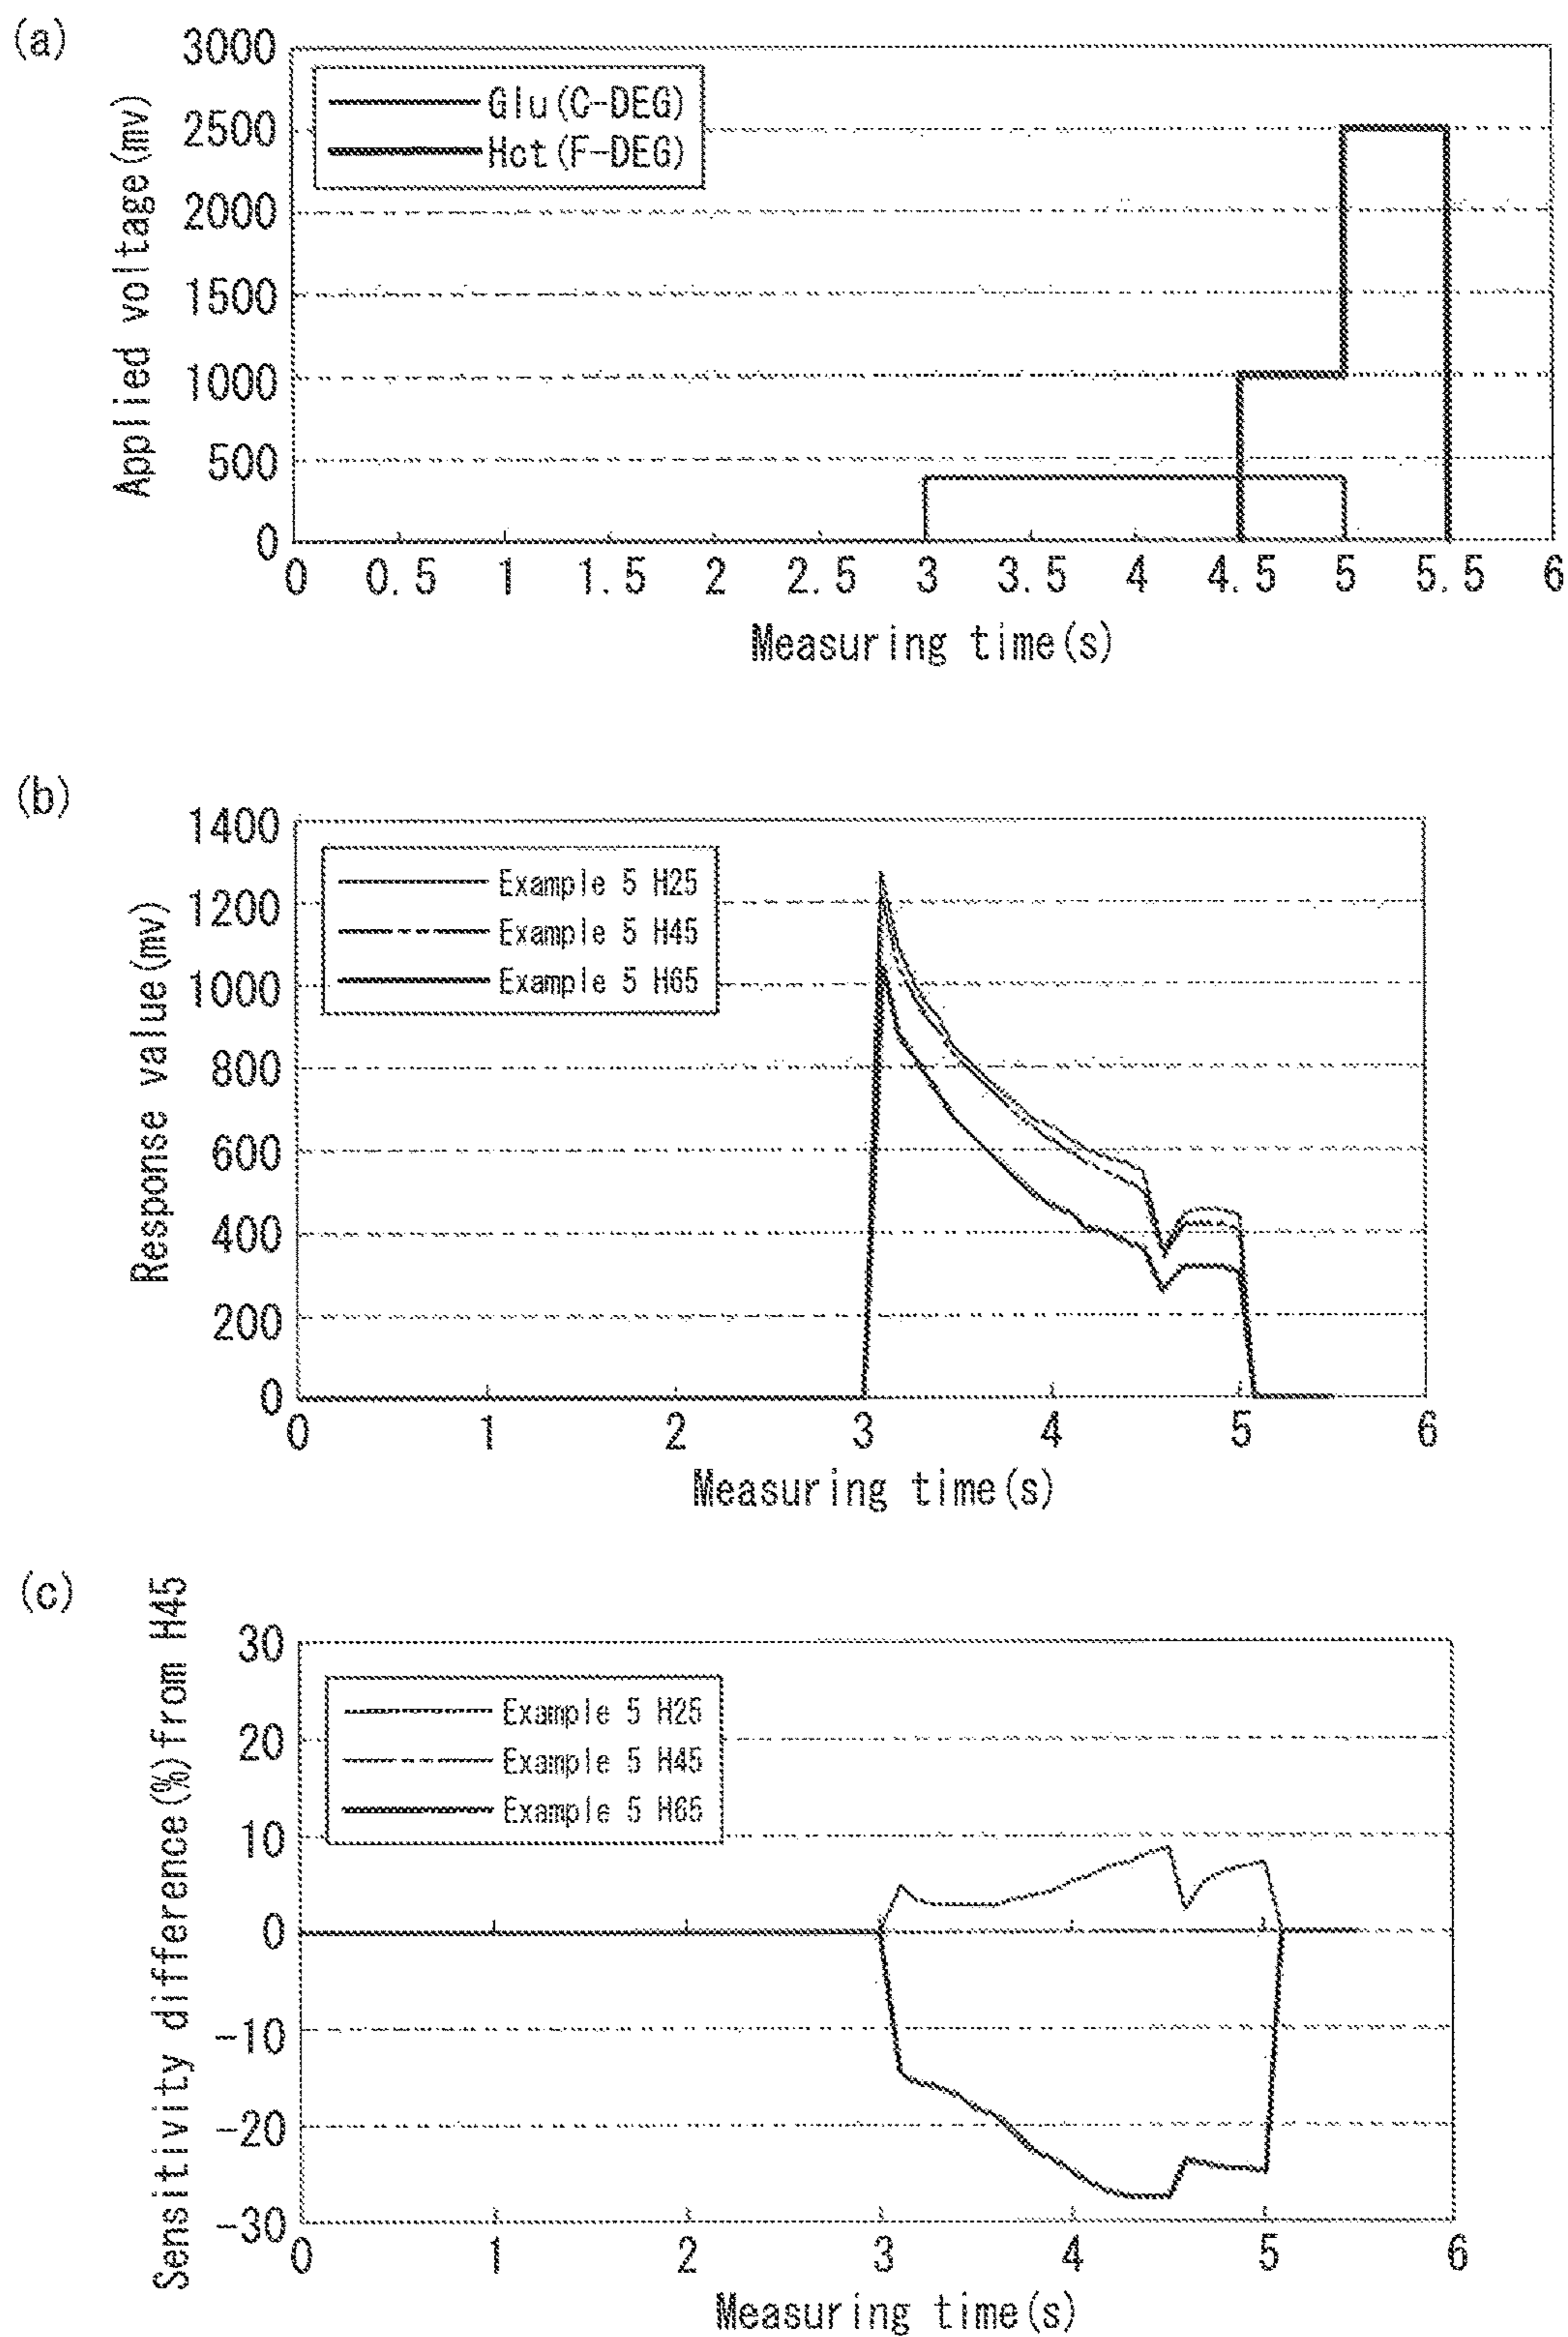 (a)
Applied voltage(mv)
3000
2500
2000
1500
1000
500
0
Glu(C-DEG)
Hct(F-DEG)
0 0.5 1 1.5 2 2.5 3 3.5 4 4.5 5 5.5 6
Measuring time(s)
(b)
Response value(mv)
1400
1200
1000
800
600
400
200
0
Example 5 H25
Example 5 H45
Example 5 H65
0 1 2 3 4 5 6
Measuring time(s)
(c)
Sensitivity difference(%)from H45
30
20
10
0
-10
-20
-30
Example 5 H25
Example 5 H45
Example 5 H65
0 1 2 3 4 5 6
Measuring time(s)